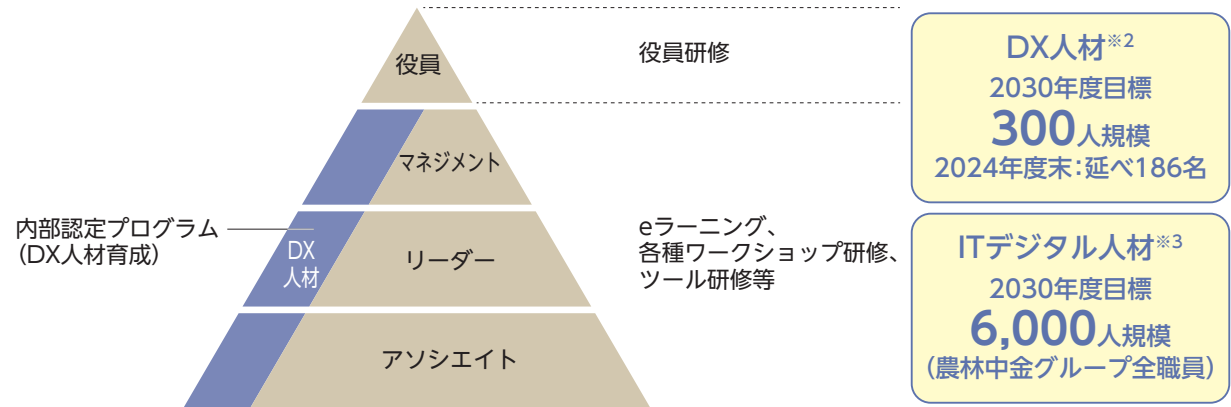 役員
マネジメント
DX
人材
リーダー
アソシエイト
内部認定プログラム
（DX人材育成）
役員研修
eラーニング、
各種ワークショップ研修、
ツール研修等
DX人材※2
2030年度目標
300人規模
2024年度末：延べ186名
ITデジタル人材※3
2030年度目標
6,000人規模
（農林中金グループ全職員）